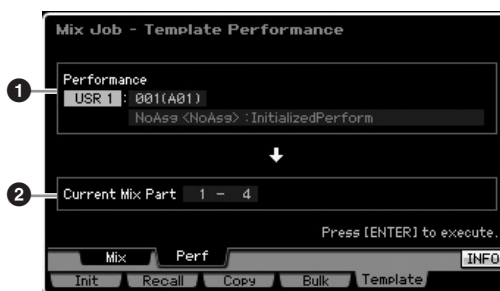 Mix Job - Template Performance
Performance
1 USR 1 : 001(A01)
NoAsg <NoAsg> :InitializedPerform
2 Current Mix Part 1 - 4
Press [ENTER] to execute.
Mix Perf INFO
Init Recall Copy Bulk Template